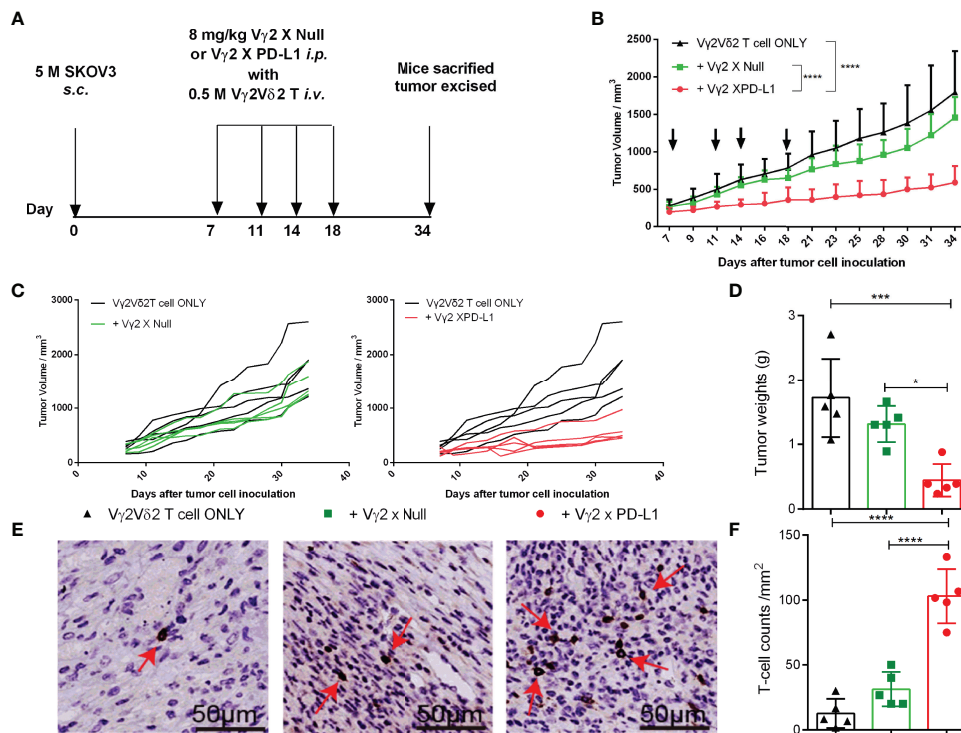 A
8 mg/kg Vγ2 X Null
or Vγ2 X PD-L1 i.p.
with
0.5 M Vγ2Vδ2 T i.v.
5 M SKOV3
s.c.
Nice sacrificed
tumor excised
Day
0
7
11
14
18
34
B
Tumor Volume / mm3
2500
2000
1500
1000
500
0
Vγ2Vδ2 T cell ONLY
+ Vγ2 X Null
+ Vγ2 XPD-L1
****
****
7 9 11 14 16 18 21 23 25 28 30 31 34
Days after tumor cell inoculation
C
Tumor Volume / mm3
3000
2000
1000
0
Vγ2Vδ2T cell ONLY
+ Vγ2 X Null
0 10 20 30 40
Days after tumor cell inoculation
Tumor Volume / mm3
3000
2000
1000
0
Vγ2Vδ2 T cell ONLY
+ Vγ2 XPD-L1
0 10 20 30 40
Days after tumor cell inoculation
D
Tumor weights (g)
3
2
1
0
***
*
Vγ2Vδ2 T cell ONLY
+ Vγ2 x Null
+ Vγ2 x PD-L1
E
50μm
50μm
50μm
F
T-cell counts /mm2
150
100
50
0
****
****